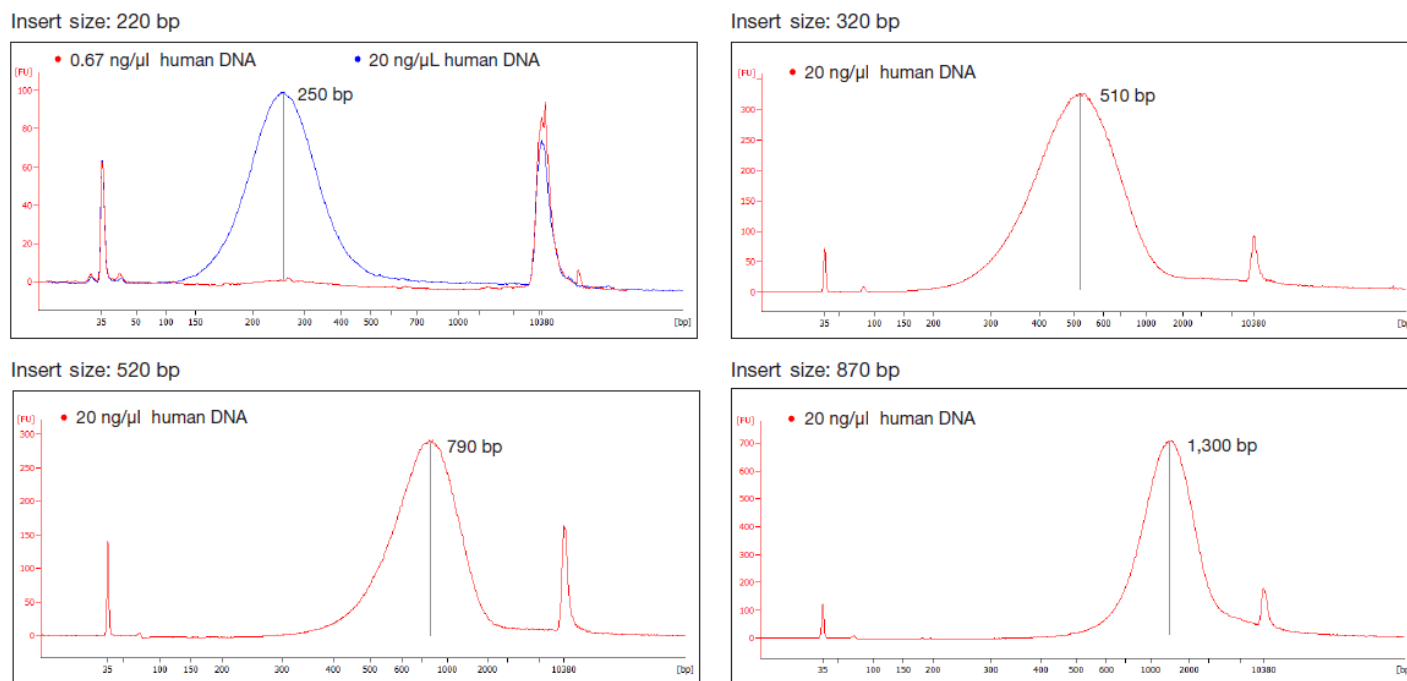 Insert size: 220 bp
• 0.67 ng/µl human DNA • 20 ng/µL human DNA
[FU]
100
80
60
40
20
0
250 bp
35 50 100 150 200 300 400 500 700 1000 10380 [bp]
Insert size: 320 bp
• 20 ng/µl human DNA
[FU]
300
250
200
150
100
50
0
510 bp
35 100 150 200 300 400 500 600 1000 2000 10380 [bp]
Insert size: 520 bp
• 20 ng/µl human DNA
[FU]
300
250
200
150
100
50
0
790 bp
35 100 150 200 300 400 500 600 1000 2000 10380 [bp]
Insert size: 870 bp
• 20 ng/µl human DNA
[FU]
700
600
500
400
300
200
100
0
1,300 bp
35 100 150 200 300 500 1000 2000 10380 [bp]